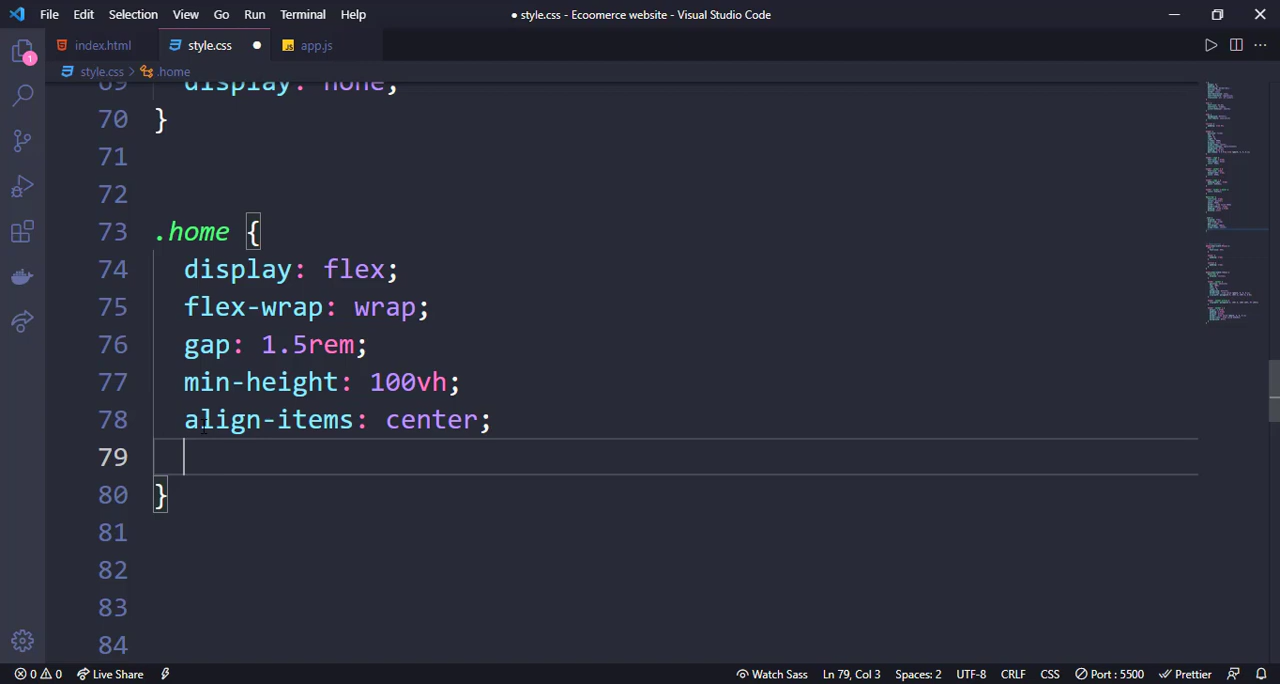 File Edit Selection View Go Run Terminal Help
● style.css - Ecoomerce website - Visual Studio Code
index.html
style.css
app.js
style.css > .home
1
69 display: none;
70 }
71
72
73 .home {
74 display: flex;
75 flex-wrap: wrap;
76 gap: 1.5rem;
77 min-height: 100vh;
78 align-items: center;
79
80 }
81
82
83
84
0 0 Live Share
Watch Sass Ln 79, Col 3 Spaces: 2 UTF-8 CRLF CSS Port : 5500 Prettier